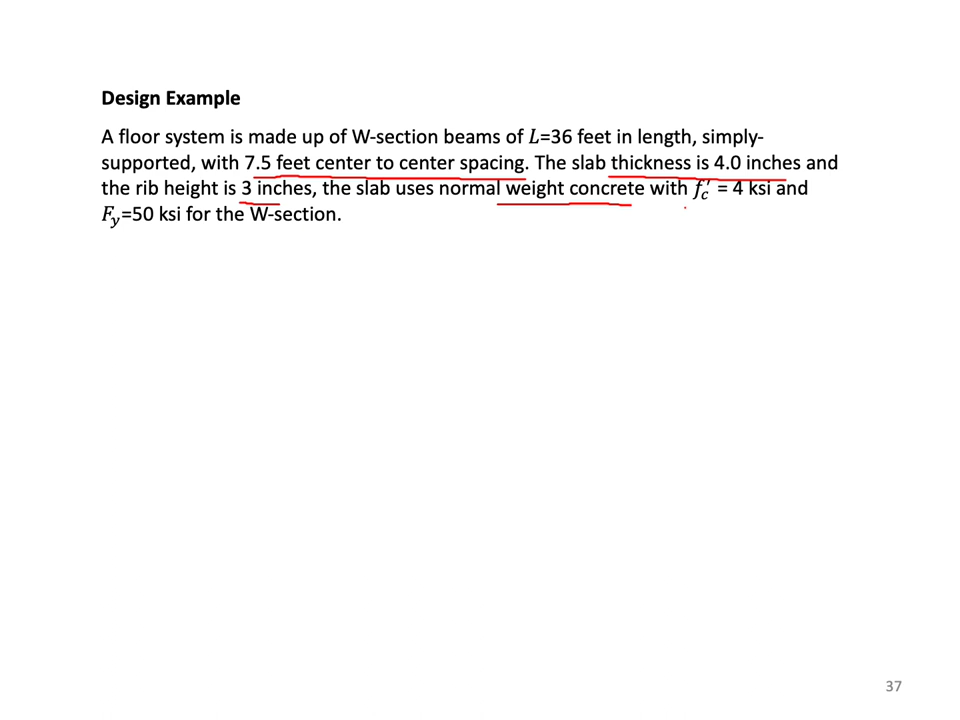 Design Example
A floor system is made up of W-section beams of L=36 feet in length, simply-
supported, with 7.5 feet center to center spacing. The slab thickness is 4.0 inches and
the rib height is 3 inches, the slab uses normal weight concrete with f_c' = 4 ksi and
F_y=50 ksi for the W-section.
37